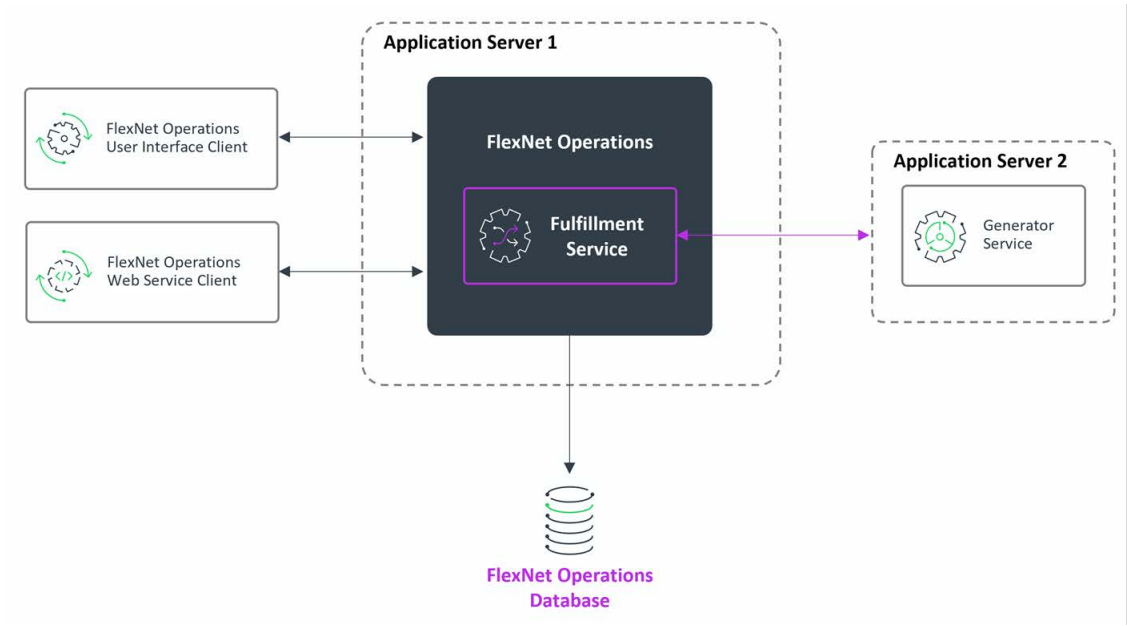 Application Server 1
FlexNet Operations
User Interface Client
FlexNet Operations
Web Service Client
FlexNet Operations
Fulfillment
Service
Application Server 2
Generator
Service
FlexNet Operations
Database